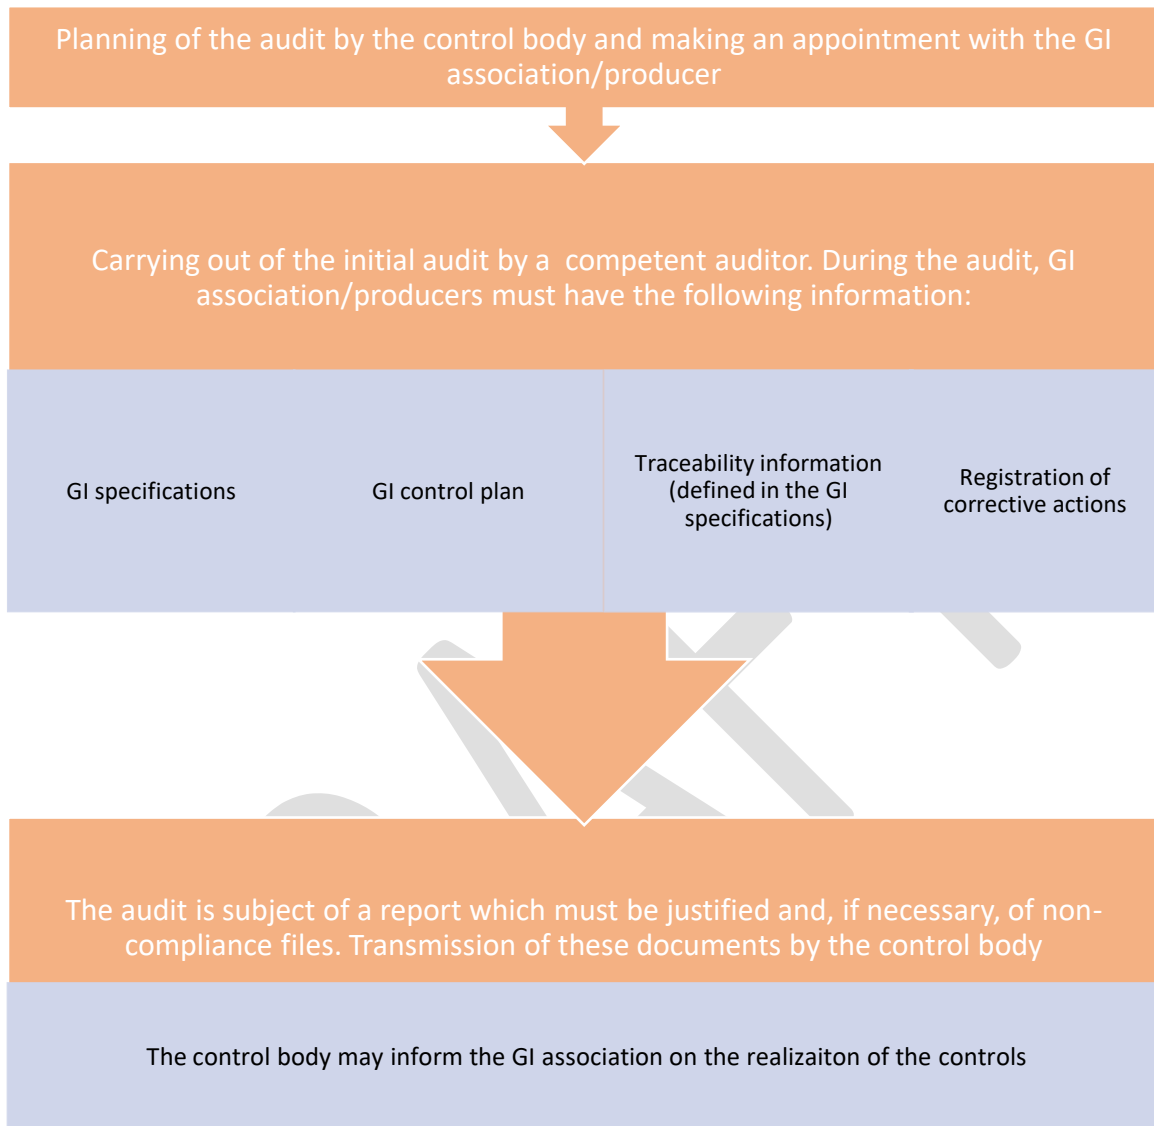 Planning of the audit by the control body and making an appointment with the GI
association/producer
Carrying out of the initial audit by a  competent auditor. During the audit, GI
association/producers must have the following information:
GI specifications
GI control plan
Traceability information
(defined in the GI
specifications)
Registration of
corrective actions
The audit is subject of a report which must be justified and, if necessary, of non-
compliance files. Transmission of these documents by the control body
The control body may inform the GI association on the realizaiton of the controls